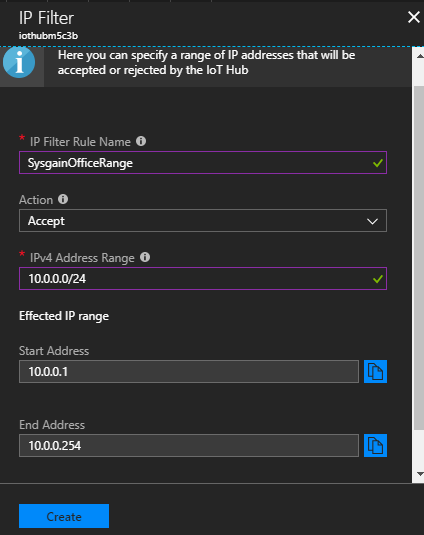 IP Filter
iothubm5c3b
Here you can specify a range of IP addresses that will be
accepted or rejected by the IoT Hub
* IP Filter Rule Name
SysgainOfficeRange
Action
Accept
* IPv4 Address Range
10.0.0.0/24
Effected IP range
Start Address
10.0.0.1
End Address
10.0.0.254
Create